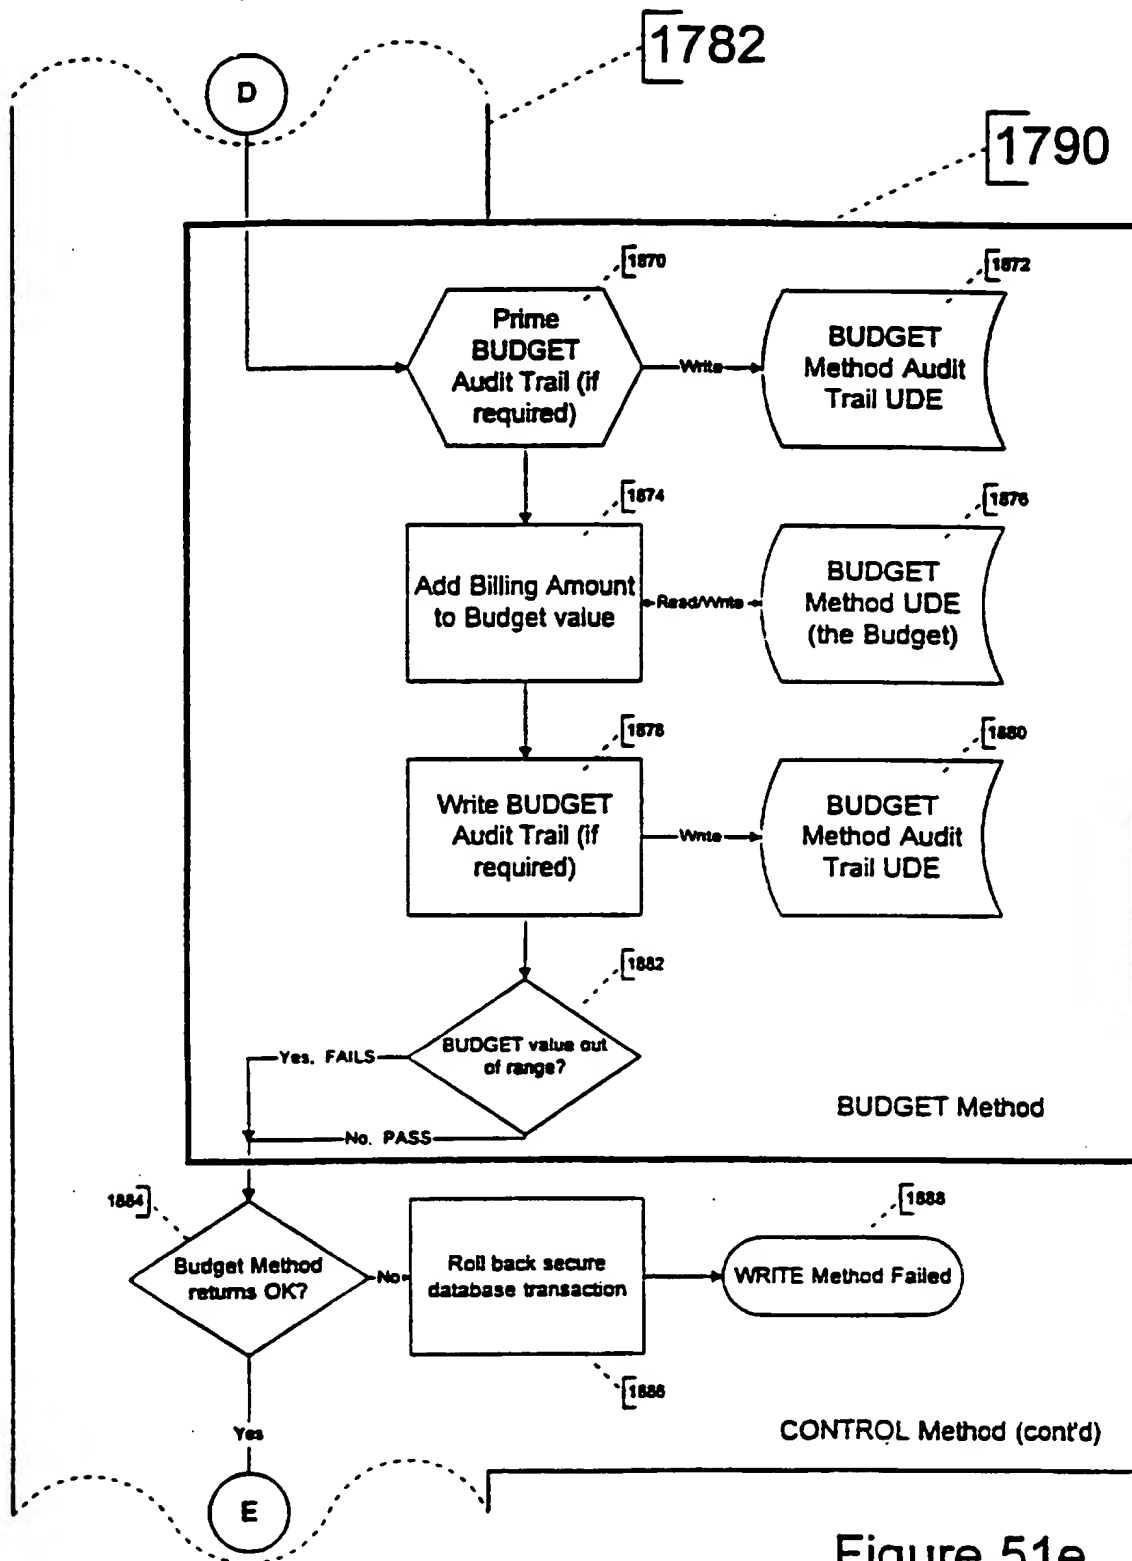 1782
D
1790
1870
1872
Prime
BUDGET
Audit Trail (if
required)
Write
BUDGET
Method Audit
Trail UDE
1874
1876
Add Billing Amount
to Budget value
Read/Write
BUDGET
Method UDE
(the Budget)
1878
1880
Write BUDGET
Audit Trail (if
required)
Write
BUDGET
Method Audit
Trail UDE
1882
BUDGET value out
of range?
Yes, FAILS
No, PASS
BUDGET Method
1884
1888
Budget Method
returns OK?
No
Roll back secure
database transaction
WRITE Method Failed
1886
Yes
CONTROL Method (cont'd)
E
Figure 51e